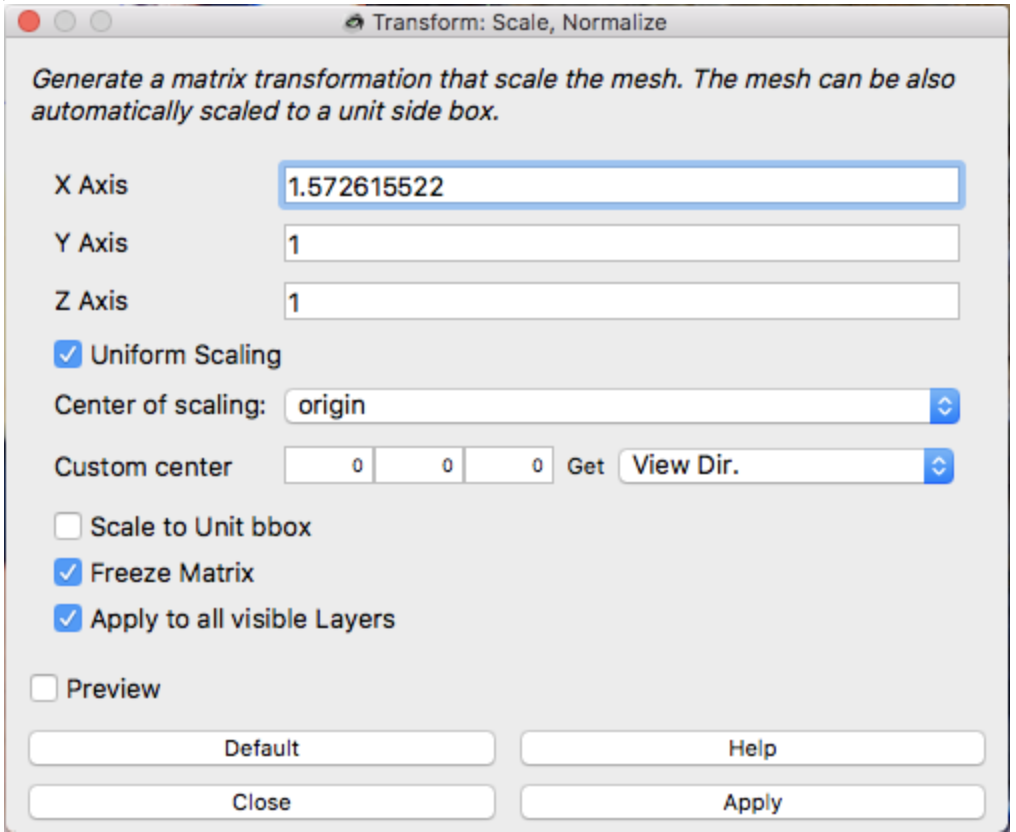 Transform: Scale, Normalize
Generate a matrix transformation that scale the mesh. The mesh can be also
automatically scaled to a unit side box.
X Axis 1.572615522
Y Axis 1
Z Axis 1
Uniform Scaling
Center of scaling: origin
Custom center 0 0 0 Get View Dir.
Scale to Unit bbox
Freeze Matrix
Apply to all visible Layers
Preview
Default Help
Close Apply